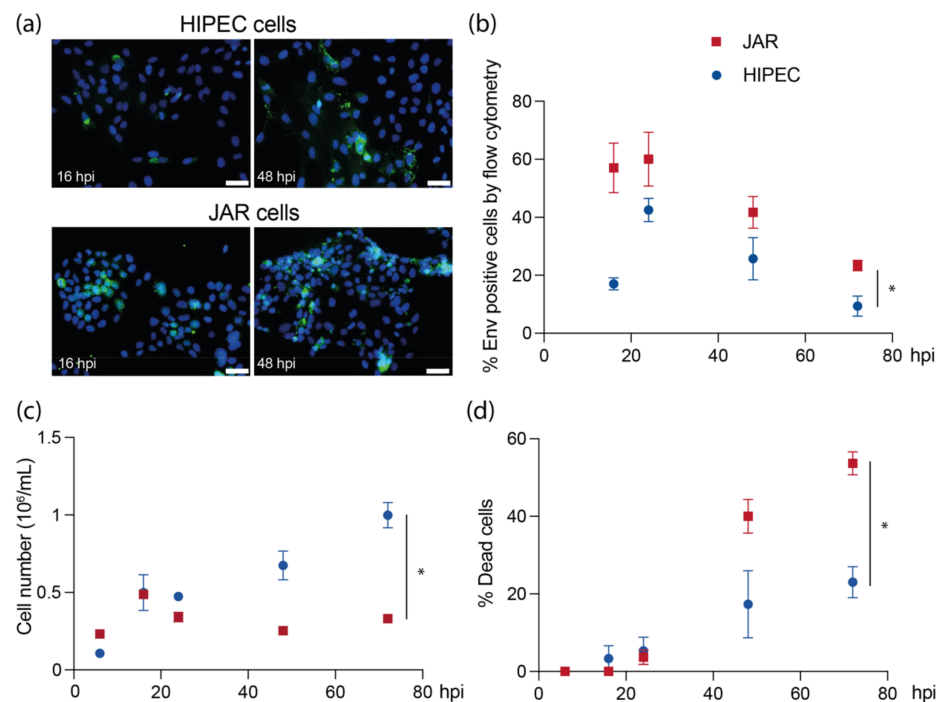 (a)
HIPEC cells
16 hpi
48 hpi
JAR cells
16 hpi
48 hpi
(b)
JAR
HIPEC
% Env positive cells by flow cytometry
80
60
40
20
0
0 20 40 60 80 hpi
*
(c)
Cell number (10⁶/mL)
1.5
1
0.5
0
0 20 40 60 80 hpi
*
(d)
% Dead cells
60
40
20
0
0 20 40 60 80 hpi
*